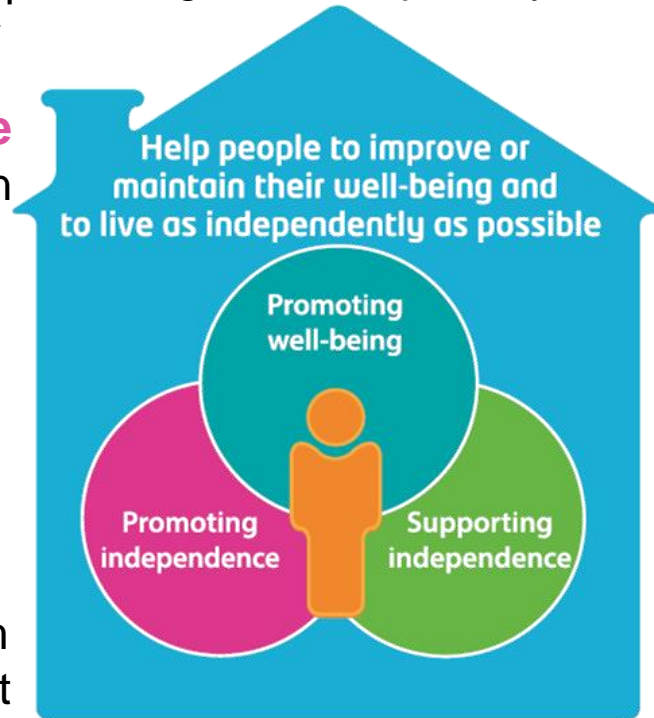 Help people to improve or
maintain their well-being and
to live as independently as possible
Promoting
well-being
Promoting
independence
Supporting
independence